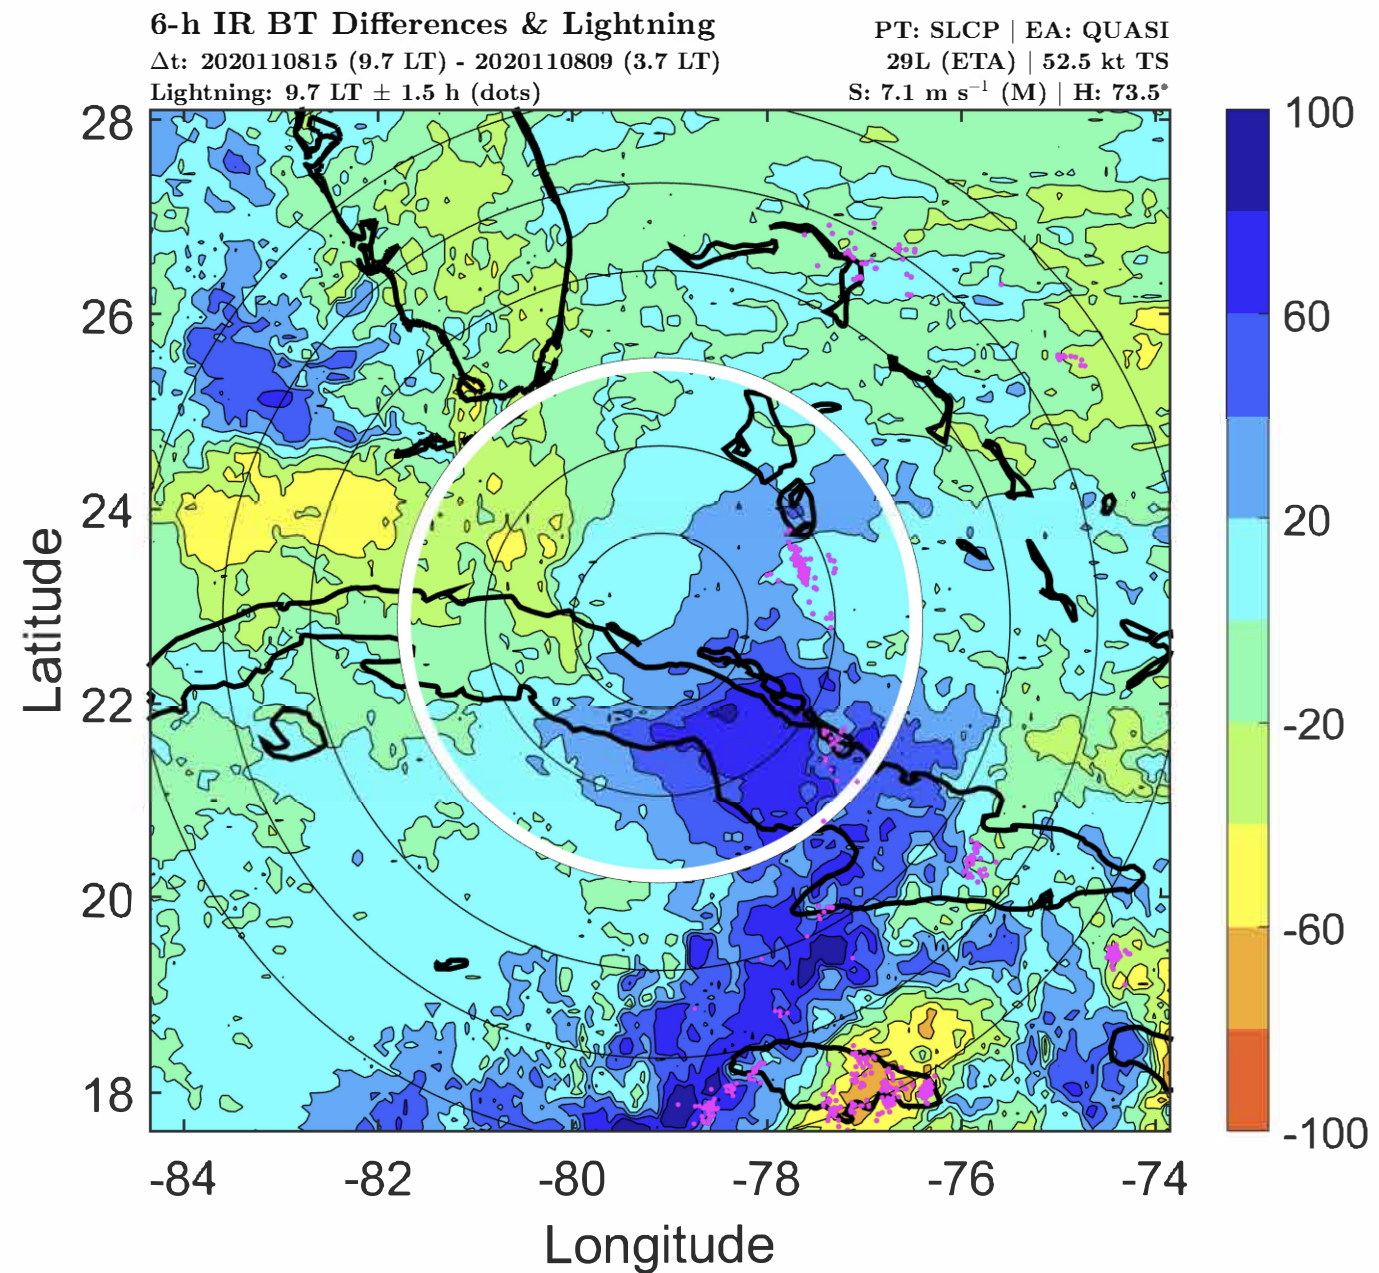 6-h IR BT Differences & Lightning
Δt: 2020110815 (9.7 LT) - 2020110809 (3.7 LT)
Lightning: 9.7 LT ± 1.5 h (dots)
PT: SLCP | EA: QUASI
29L (ETA) | 52.5 kt TS
S: 7.1 m s⁻¹ (M) | H: 73.5°
28
26
24
22
20
18
Latitude
-84
-82
-80
-78
-76
-74
Longitude
100
60
20
-20
-60
-100